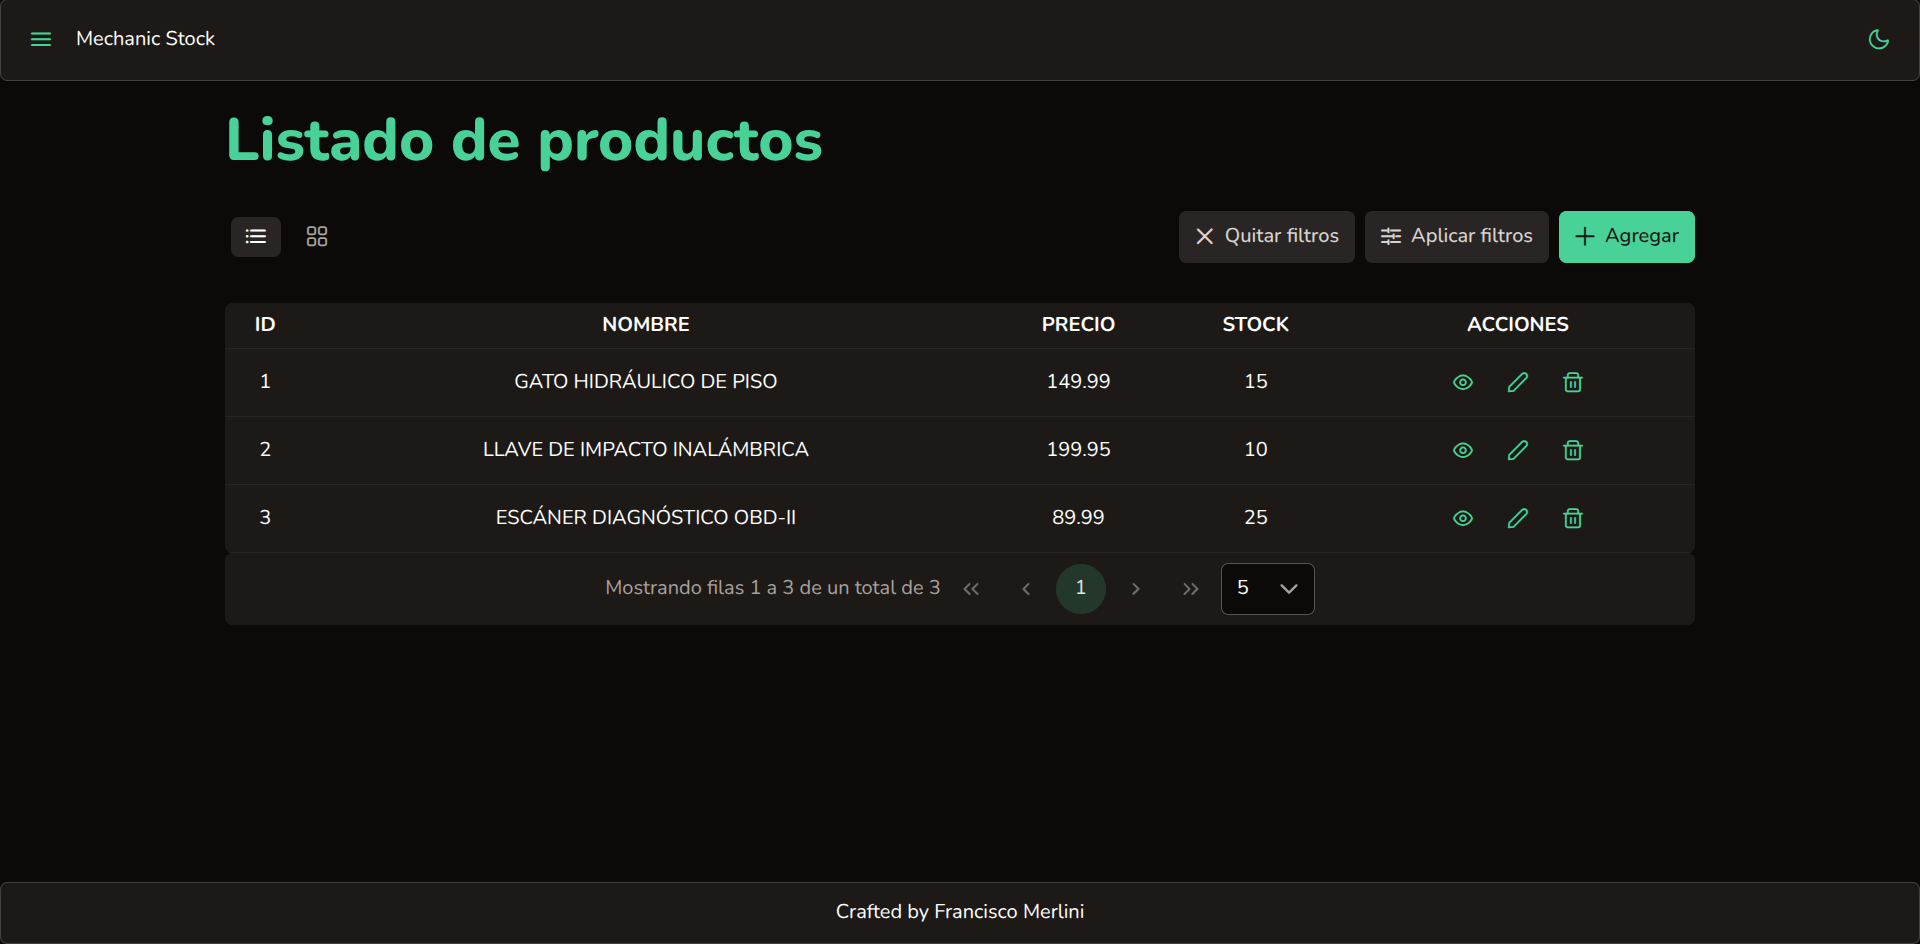 Mechanic Stock
Listado de productos
Quitar filtros Aplicar filtros Agregar
ID NOMBRE PRECIO STOCK ACCIONES
1 GATO HIDRÁULICO DE PISO 149.99 15
2 LLAVE DE IMPACTO INALÁMBRICA 199.95 10
3 ESCÁNER DIAGNÓSTICO OBD-II 89.99 25
Mostrando filas 1 a 3 de un total de 3 1 5
Crafted by Francisco Merlini